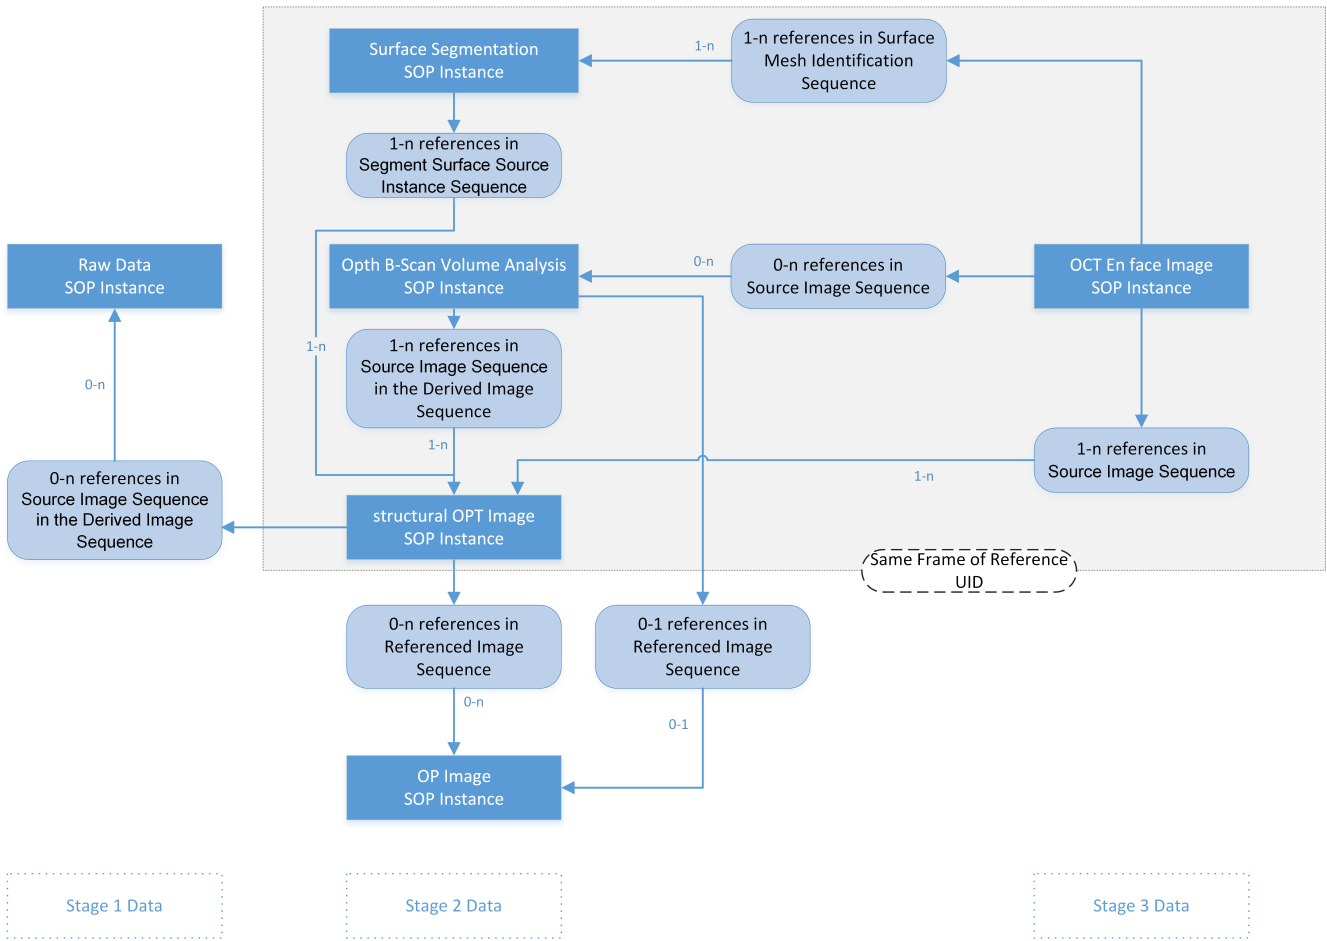 Surface Segmentation
SOP Instance
1-n
1-n references in Surface
Mesh Identification
Sequence
1-n references in
Segment Surface Source
Instance Sequence
Raw Data
SOP Instance
Opth B-Scan Volume Analysis
SOP Instance
0-n
0-n references in
Source Image Sequence
OCT En face Image
SOP Instance
1-n
1-n references in
Source Image Sequence
in the Derived Image
Sequence
0-n
1-n
0-n references in
Source Image Sequence
in the Derived Image
Sequence
1-n references in
Source Image Sequence
1-n
structural OPT Image
SOP Instance
Same Frame of Reference
UID
0-n references in
Referenced Image
Sequence
0-1 references in
Referenced Image
Sequence
0-n
0-1
OP Image
SOP Instance
Stage 1 Data
Stage 2 Data
Stage 3 Data